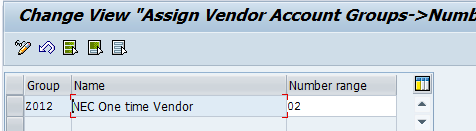 Change View "Assign Vendor Account Groups->Numb
Group Name Number range
Z012 NEC One time Vendor 02